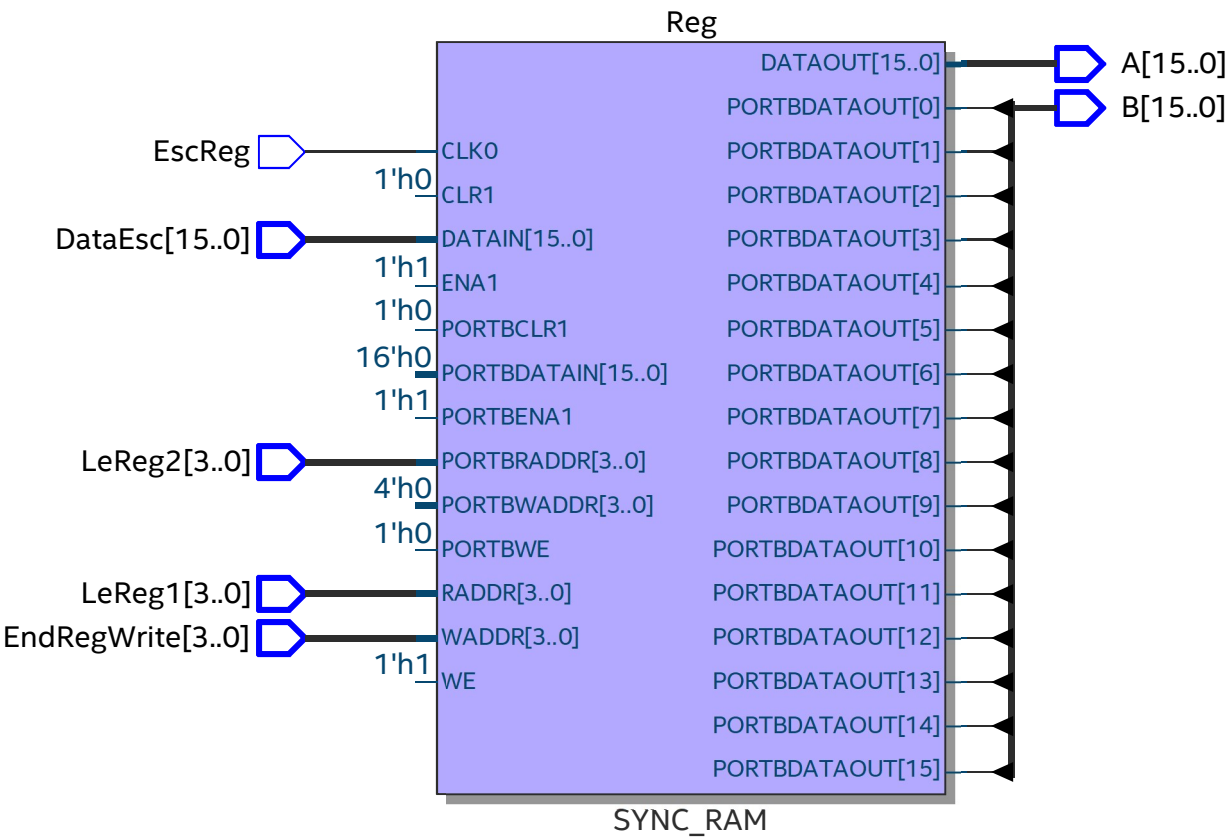 Reg
DATAOUT[15..0]
A[15..0]
PORTBDATAOUT[0]
B[15..0]
EscReg
CLK0
PORTBDATAOUT[1]
1'h0
CLR1
PORTBDATAOUT[2]
DataEsc[15..0]
DATAIN[15..0]
PORTBDATAOUT[3]
1'h1
ENA1
PORTBDATAOUT[4]
1'h0
PORTBCLR1
PORTBDATAOUT[5]
16'h0
PORTBDATAIN[15..0]
PORTBDATAOUT[6]
1'h1
PORTBENA1
PORTBDATAOUT[7]
LeReg2[3..0]
PORTBRADDR[3..0]
PORTBDATAOUT[8]
4'h0
PORTBWADDR[3..0]
PORTBDATAOUT[9]
1'h0
PORTBWE
PORTBDATAOUT[10]
LeReg1[3..0]
RADDR[3..0]
PORTBDATAOUT[11]
EndRegWrite[3..0]
WADDR[3..0]
PORTBDATAOUT[12]
1'h1
WE
PORTBDATAOUT[13]
PORTBDATAOUT[14]
PORTBDATAOUT[15]
SYNC_RAM